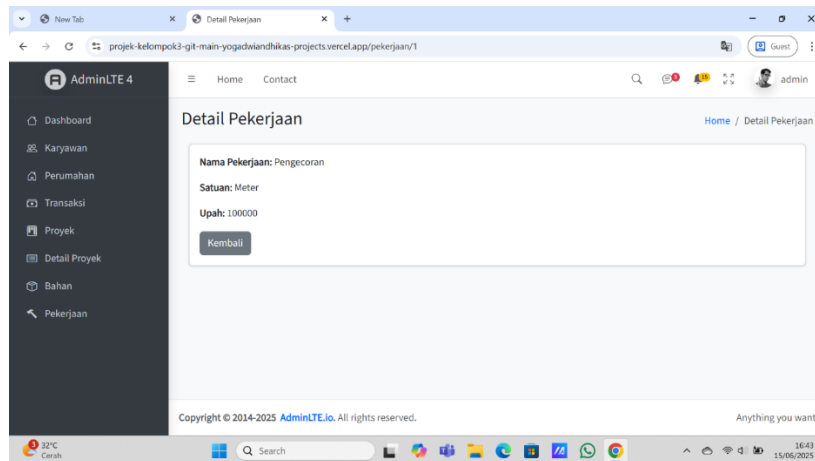 New Tab
Detail Pekerjaan
projek-kelompok3-git-main-yogadwiandhikas-projects.vercel.app/pekerjaan/1
Guest
AdminLTE 4
Home Contact
3
15
admin
Dashboard
Karyawan
Perumahan
Transaksi
Proyek
Detail Proyek
Bahan
Pekerjaan
Detail Pekerjaan
Home / Detail Pekerjaan
Nama Pekerjaan: Pengecoran
Satuan: Meter
Upah: 100000
Kembali
Copyright © 2014-2025 AdminLTE.io. All rights reserved.
Anything you want
3
32°C
Cerah
Search
16:43
15/06/2025